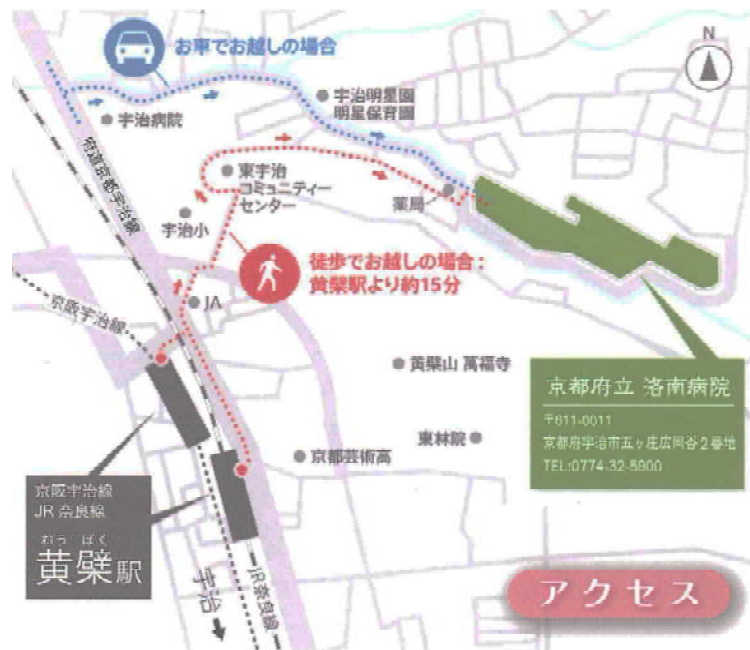 お車でお越しの場合
N
宇治明星園
明星保育園
宇治病院
府道京都宇治線
東宇治
コミュニティー
センター
薬局
宇治小
徒歩でお越しの場合：
黄檗駅より約15分
JA
京阪宇治線
黄檗山 萬福寺
京都府立 洛南病院
〒611-0011
京都府宇治市五ヶ庄広岡谷２番地
TEL:0774-32-5900
東林院
京都芸術高
京阪宇治線
JR 奈良線
おう ばく
黄檗駅
宇治
JR奈良線
アクセス